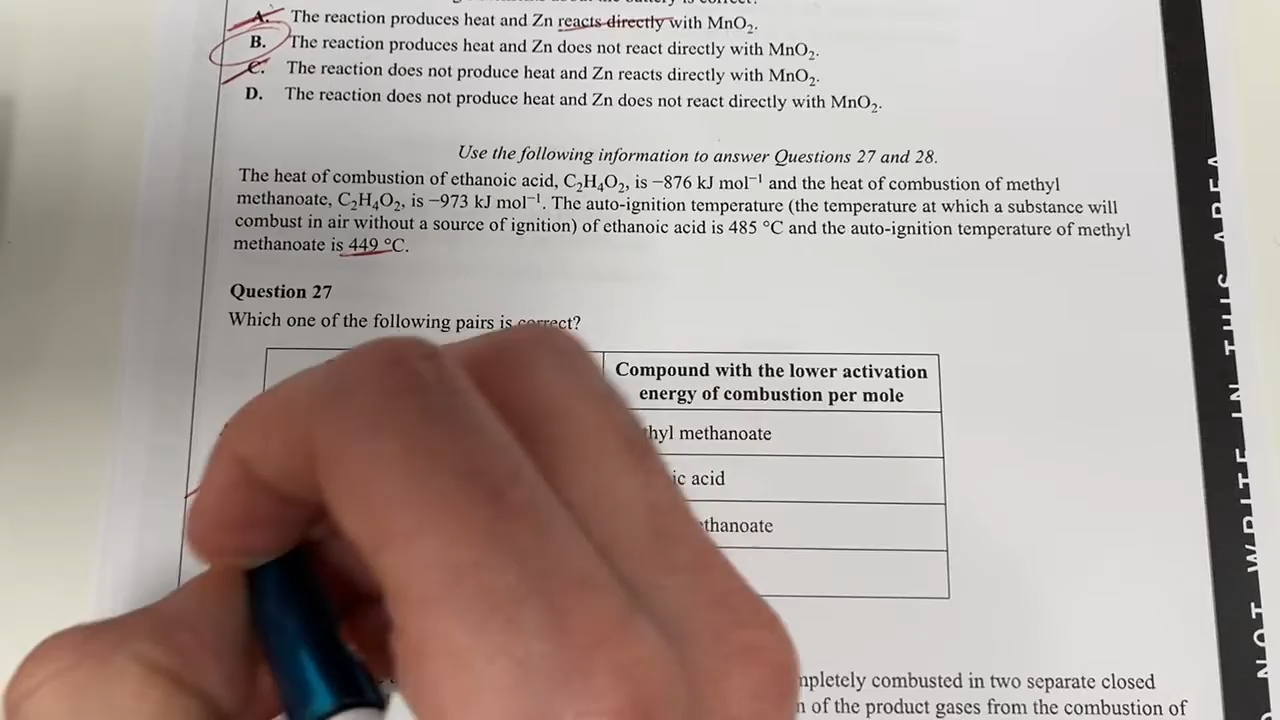 A. The reaction produces heat and Zn reacts directly with MnO₂.
B. The reaction produces heat and Zn does not react directly with MnO₂.
C. The reaction does not produce heat and Zn reacts directly with MnO₂.
D. The reaction does not produce heat and Zn does not react directly with MnO₂.
Use the following information to answer Questions 27 and 28.
The heat of combustion of ethanoic acid, C₂H₄O₂, is –876 kJ mol⁻¹ and the heat of combustion of methyl
methanoate, C₂H₄O₂, is –973 kJ mol⁻¹. The auto-ignition temperature (the temperature at which a substance will
combust in air without a source of ignition) of ethanoic acid is 485 °C and the auto-ignition temperature of methyl
methanoate is 449 °C.
Question 27
Which one of the following pairs is correct?
Compound with the lower activation
energy of combustion per mole
methanoate
acid
completely combusted in two separate closed
of the product gases from the combustion of
NOT WRITE IN THIS AREA